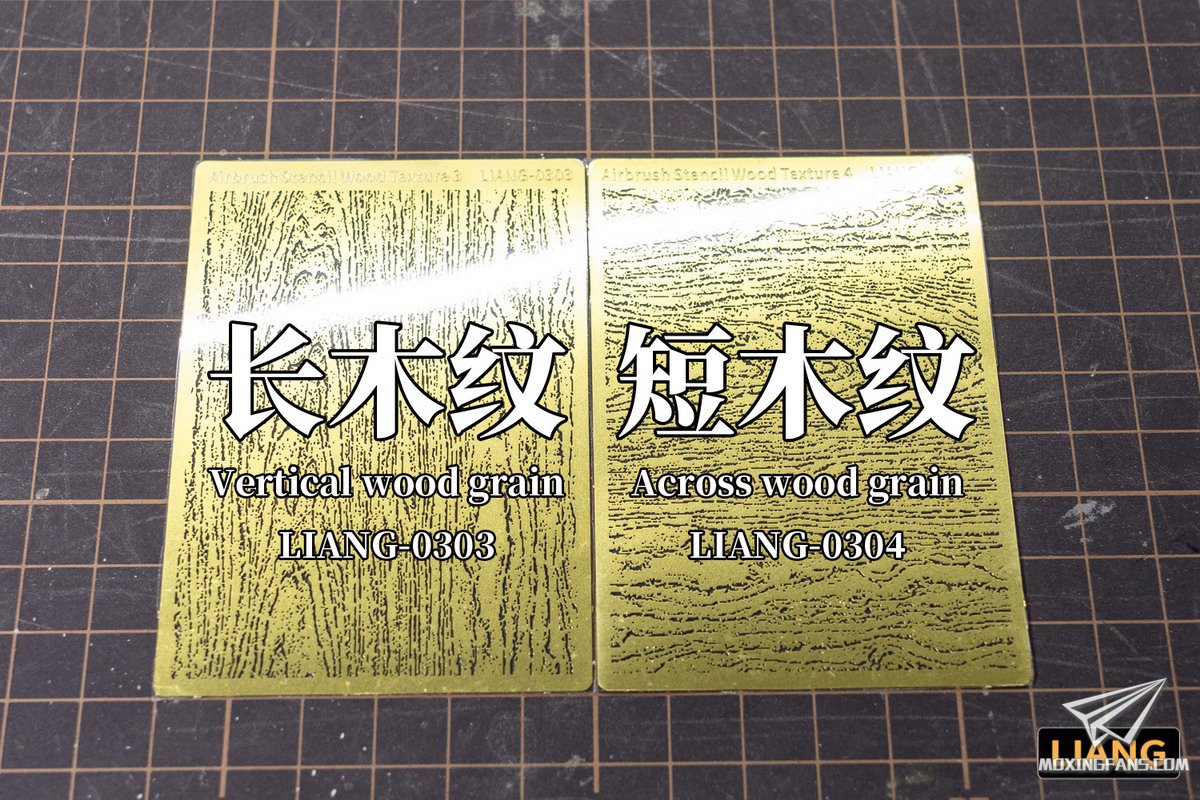 Airbrush Stencil Wood Texture 3 LIANG-0303
Airbrush Stencil Wood Texture 4 LIANG
长木纹
Vertical wood grain
LIANG-0303
短木纹
Across wood grain
LIANG-0304
LIANG
MOXINGFANS.COM